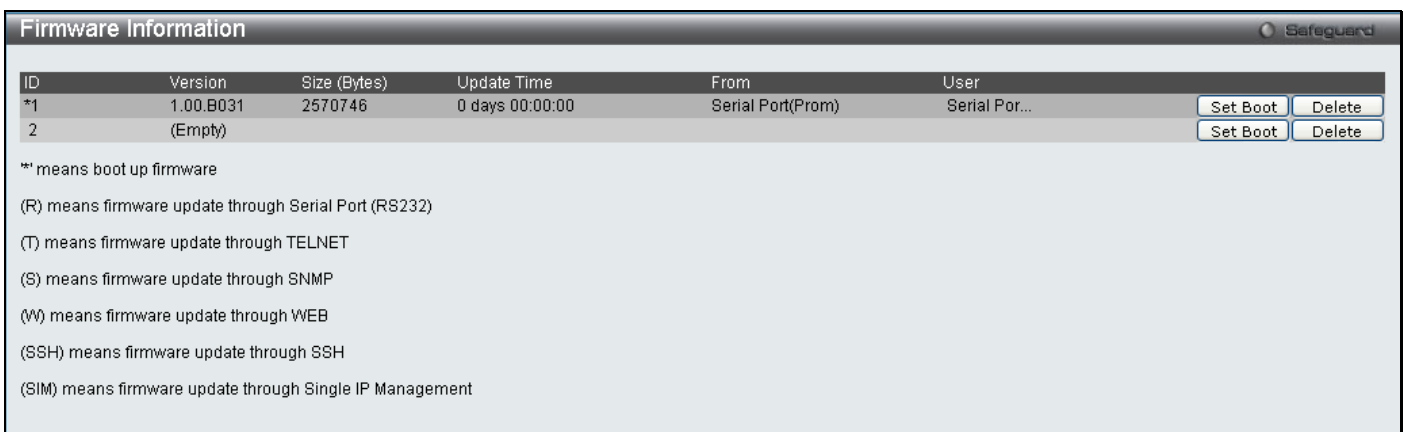 Firmware Information
Safeguard
ID Version Size (Bytes) Update Time From User
*1 1.00.B031 2570746 0 days 00:00:00 Serial Port(Prom) Serial Por... Set Boot Delete
2 (Empty) Set Boot Delete
'*' means boot up firmware
(R) means firmware update through Serial Port (RS232)
(T) means firmware update through TELNET
(S) means firmware update through SNMP
(W) means firmware update through WEB
(SSH) means firmware update through SSH
(SIM) means firmware update through Single IP Management